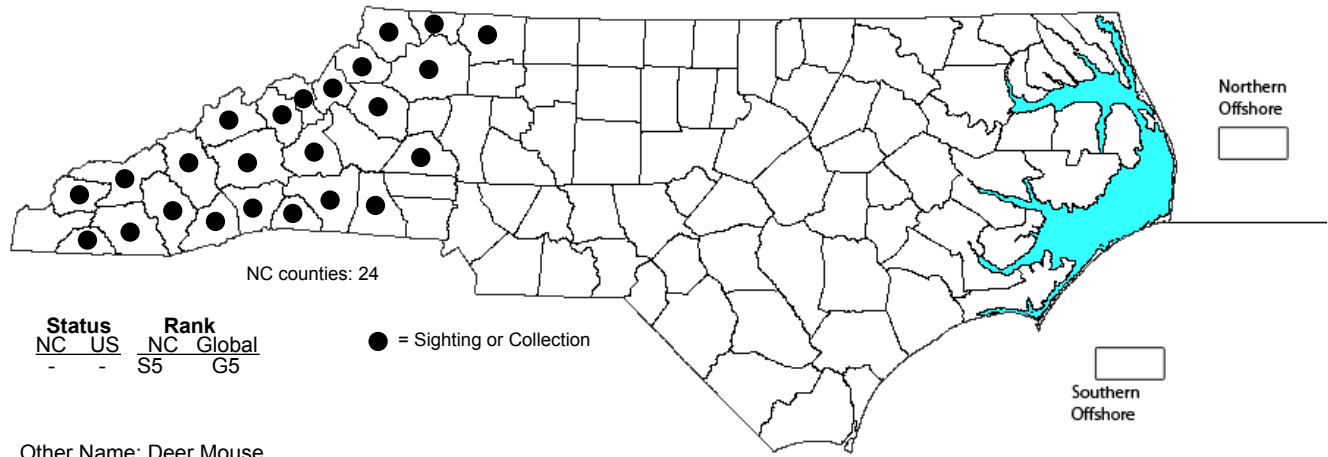 Northern
Offshore
NC counties: 24
Status Rank
NC US NC Global
- - S5 G5
= Sighting or Collection
Southern
Offshore
Other Name: Deer Mouse